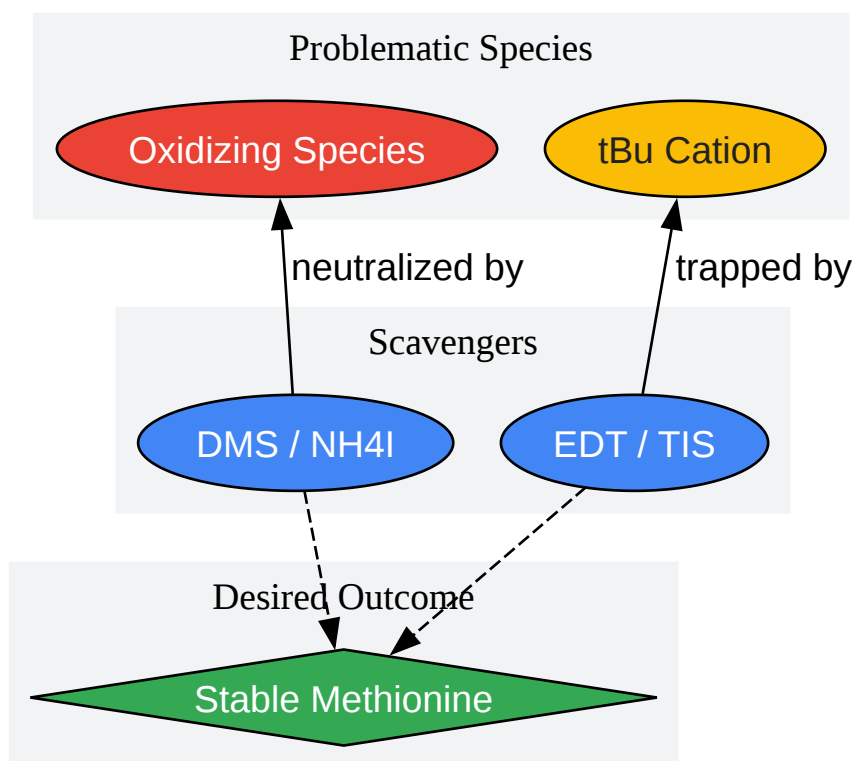 Problematic Species
Oxidizing Species
tBu Cation
neutralized by
trapped by
Scavengers
DMS / NH4I
EDT / TIS
Desired Outcome
Stable Methionine